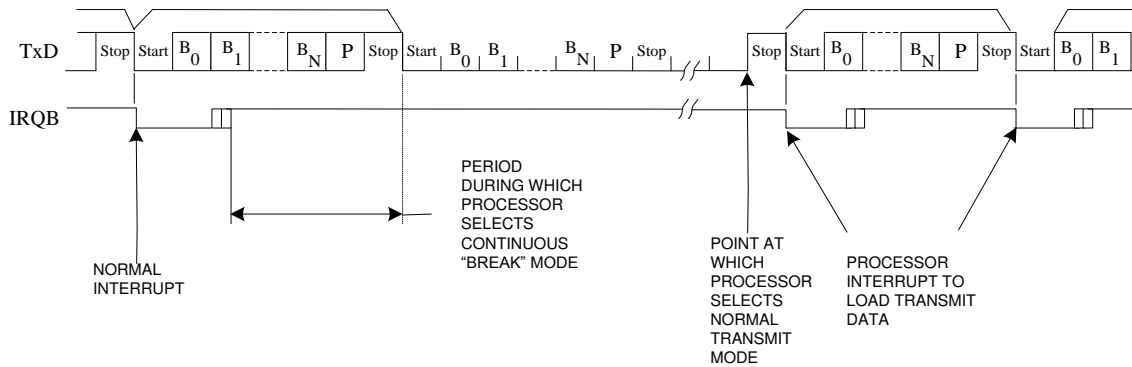 TxD
Stop Start B0 B1 BN P Stop Start B0 B1 BN P Stop Stop Start B0 BN P Stop Start B0 B1
IRQB
NORMAL
INTERRUPT
PERIOD
DURING WHICH
PROCESSOR
SELECTS
CONTINUOUS
“BREAK” MODE
POINT AT
WHICH
PROCESSOR
SELECTS
NORMAL
TRANSMIT
MODE
PROCESSOR
INTERRUPT TO
LOAD TRANSMIT
DATA